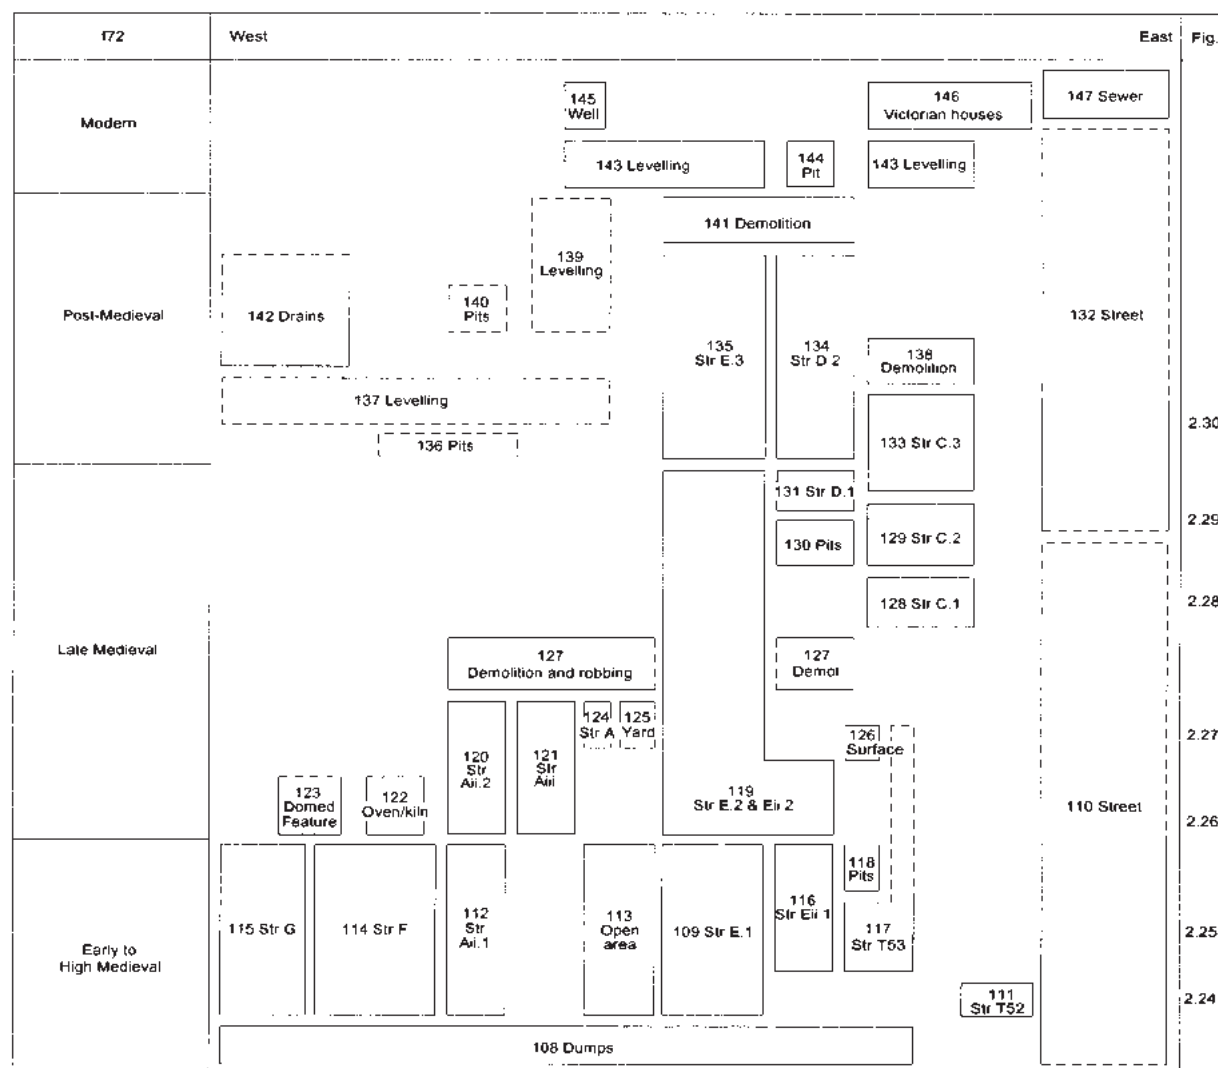 f72
West
East
Fig.
Modern
145
Well
146
Victorian houses
147 Sewer
143 Levelling
144
Pit
143 Levelling
141 Demolition
139
Levelling
Post-Medieval
142 Drains
140
Pits
132 Street
135
Str E.3
134
Str D 2
138
Demolition
137 Levelling
136 Pits
133 Str C.3
2.30
131 Str D.1
2.29
130 Pits
129 Str C.2
128 Str C.1
2.28
Late Medieval
127
Demolition and robbing
127
Demol
124
Str A
125
Yard
126
Surface
2.27
120
Str
Aii.2
121
Str
Aiii
123
Domed
Feature
122
Oven/kiln
119
Str E.2 & Eii 2
110 Street
2.26
118
Pits
116
Str Eii 1
115 Str G
114 Str F
112
Str
Aii.1
113
Open
area
109 Str E.1
117
Str T53
2.25
Early to
High Medieval
111
Str T52
2.24
108 Dumps